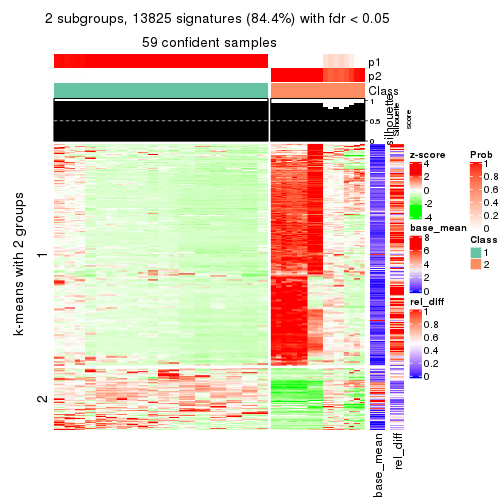 2 subgroups, 13825 signatures (84.4%) with fdr < 0.05
59 confident samples
p1
p2
Class
1
0.5
0
silhouette
Silhouette
score
k-means with 2 groups
1
2
base_mean
rel_diff
z-score
4
2
0
-2
-4
base_mean
8
6
4
2
0
rel_diff
1
0.8
0.6
0.4
0.2
0
Prob
1
0.8
0.6
0.4
0.2
0
Class
1
2